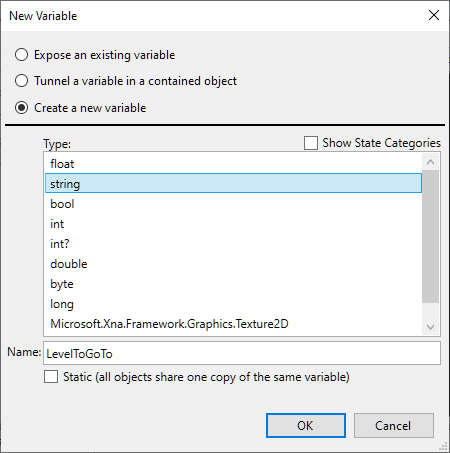 New Variable
Expose an existing variable
Tunnel a variable in a contained object
Create a new variable
Type:
Show State Categories
float
string
bool
int
int?
double
byte
long
Microsoft.Xna.Framework.Graphics.Texture2D
Name: LevelToGoTo
Static (all objects share one copy of the same variable)
OK Cancel